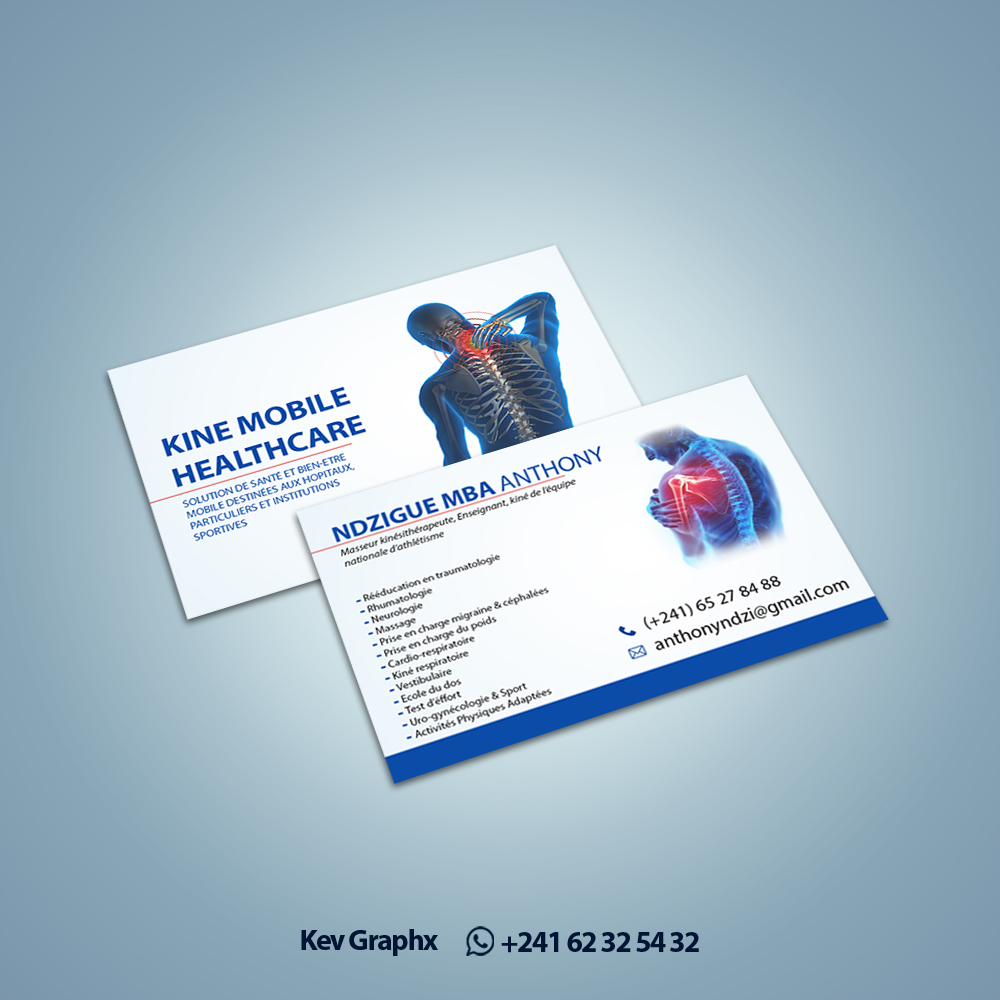 KINE MOBILE
HEALTHCARE
SOLUTION DE SANTÉ ET BIEN-ETRE
MOBILE DESTINÉES AUX HOPITAUX,
PARTICULIERS ET INSTITUTIONS
SPORTIVES
NDZIGUE MBA ANTHONY
Masseur kinésithérapeute, Enseignant, kiné de l'équipe
nationale d'athlétisme
- Rééducation en traumatologie
- Rhumatologie
- Neurologie
- Massage
- Prise en charge migraine & céphalées
- Prise en charge du poids
- Cardio-respiratoire
- Kiné respiratoire
- Vestibulaire
- Ecole du dos
- Test d'éffort
- Uro-gynécologie & Sport
- Activités Physiques Adaptées
(+241) 65 27 84 88
anthonyndzi@gmail.com
Kev Graphx +241 62 32 54 32